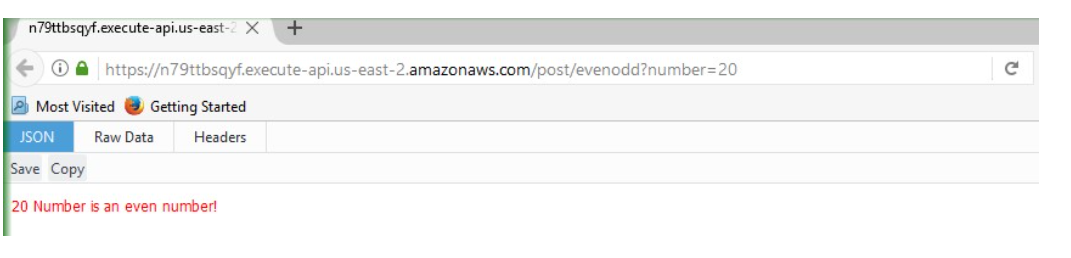 n79ttbsqyf.execute-api.us-east-2
https://n79ttbsqyf.execute-api.us-east-2.amazonaws.com/post/evenodd?number=20
Most Visited Getting Started
JSON Raw Data Headers
Save Copy
20 Number is an even number!